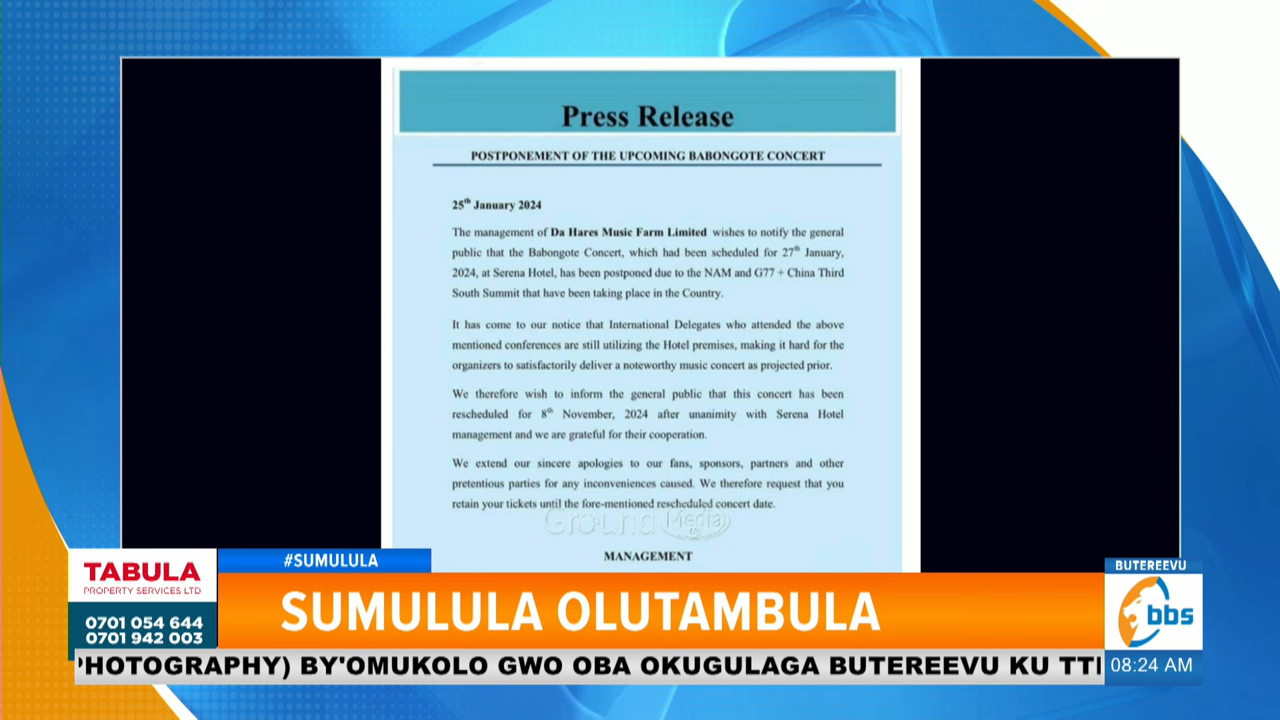 Press Release
POSTPONEMENT OF THE UPCOMING BABONGOTE CONCERT
25th January 2024
The management of Da Hares Music Farm Limited wishes to notify the general
public that the Babongote Concert, which had been scheduled for 27th January,
2024, at Serena Hotel, has been postponed due to the NAM and G77 + China Third
South Summit that have been taking place in the Country.
It has come to our notice that International Delegates who attended the above
mentioned conferences are still utilizing the Hotel premises, making it hard for the
organizers to satisfactorily deliver a noteworthy music concert as projected prior.
We therefore wish to inform the general public that this concert has been
rescheduled for 8th November, 2024 after unanimity with Serena Hotel
management and we are grateful for their cooperation.
We extend our sincere apologies to our fans, sponsors, partners and other
pretentious parties for any inconveniences caused. We therefore request that you
retain your tickets until the fore-mentioned rescheduled concert date.
Ground Media
MANAGEMENT
#SUMULULA
SUMULULA OLUTAMBULA
TABULA
PROPERTY SERVICES LTD
0701 054 644
0701 942 003
BUTEREEVU
bbs
08:24 AM
PHOTOGRAPHY) BY'OMUKOLO GWO OBA OKUGULAGA BUTEREEVU KU TTI